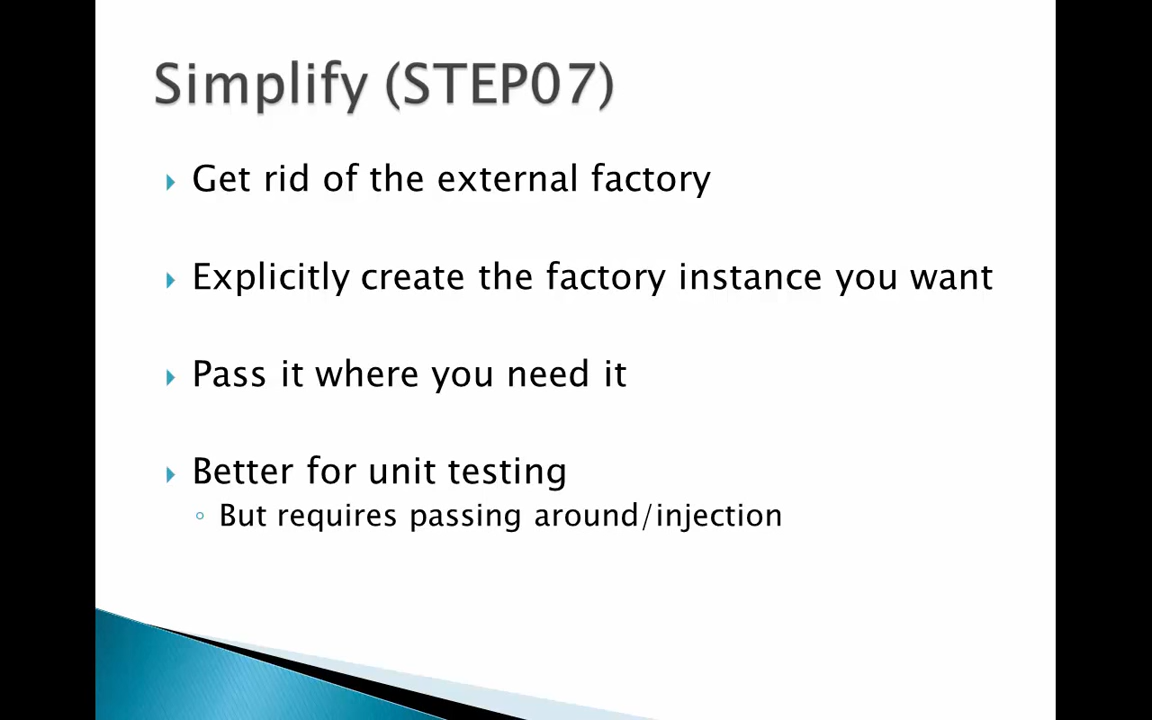 Simplify (STEP07)
Get rid of the external factory
Explicitly create the factory instance you want
Pass it where you need it
Better for unit testing
But requires passing around/injection